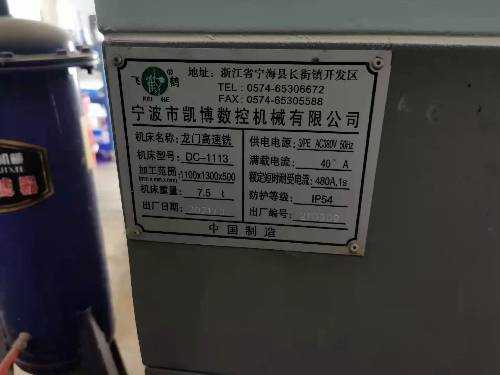 飞鹤®
FEI HE
地址：浙江省宁海县长街镇开发区
TEL：0574-65306672
FAX：0574-65305588
宁波市凯博数控机械有限公司
机床名称：龙门高速铣 供电电源：3/PE AC380V 50Hz
机床型号：DC-1113 满载电流：40 A
加工范围：1100x1300x500 额定短时耐受电流：480A,1s
机床重量：7.5 t 防护等级：IP54
出厂日期： 出厂编号：
中国制造